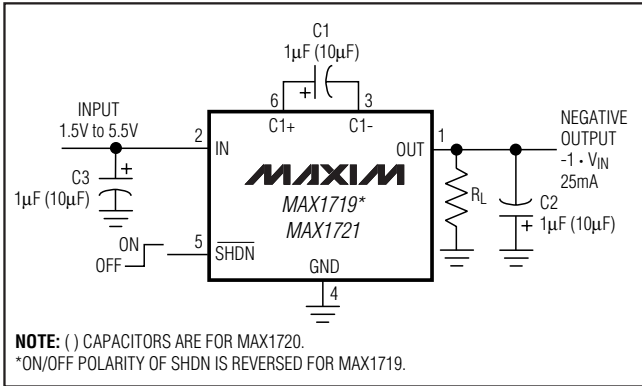 C1
1µF (10µF)
+
6
3
INPUT
1.5V to 5.5V
C1+
C1-
NEGATIVE
OUTPUT
-1 · VIN
25mA
2
IN
OUT
1
MAXIM
MAX1719*
MAX1721
+
C3
1µF (10µF)
RL
C2
+ 1µF (10µF)
ON
OFF
5
SHDN
GND
4
NOTE: ( ) CAPACITORS ARE FOR MAX1720.
*ON/OFF POLARITY OF SHDN IS REVERSED FOR MAX1719.